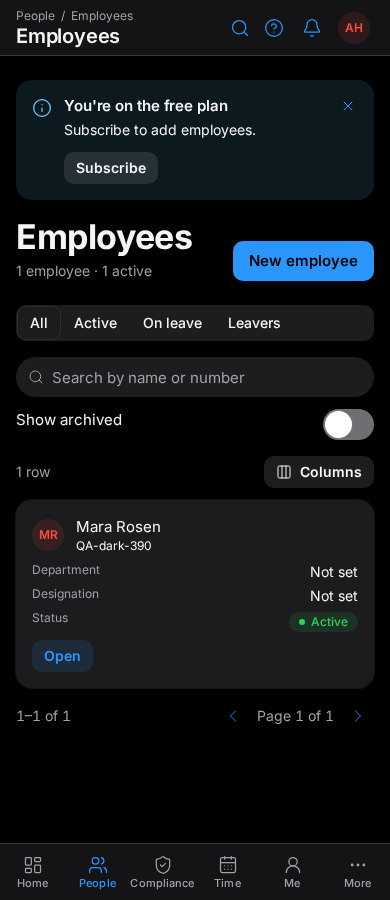 People / Employees
Employees
AH
You're on the free plan
Subscribe to add employees.
Subscribe
Employees
1 employee · 1 active
New employee
All Active On leave Leavers
Search by name or number
Show archived
1 row
Columns
MR
Mara Rosen
QA-dark-390
Department Not set
Designation Not set
Status Active
Open
1–1 of 1 Page 1 of 1
Home People Compliance Time Me More